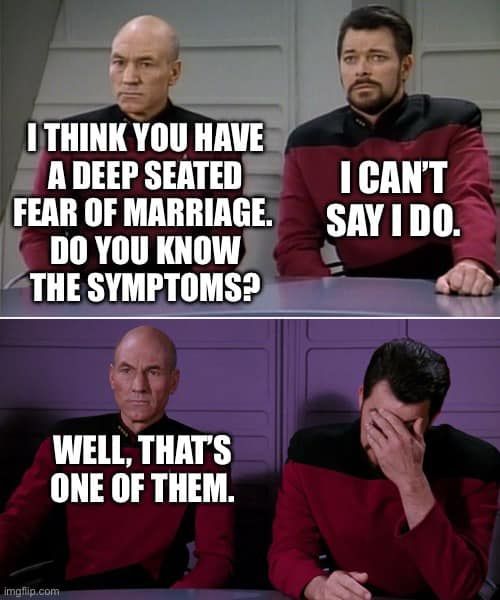 I THINK YOU HAVE
A DEEP SEATED
FEAR OF MARRIAGE.
DO YOU KNOW
THE SYMPTOMS?
I CAN'T
SAY I DO.
WELL, THAT'S
ONE OF THEM.
imgflip.com